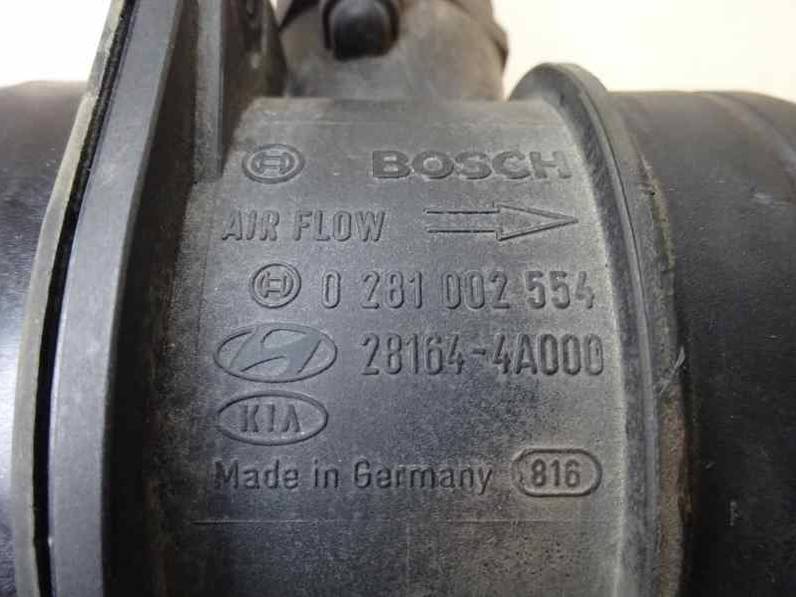 BOSCH
AIR FLOW
0 281 002 554
28164-4A000
KIA
Made in Germany 816